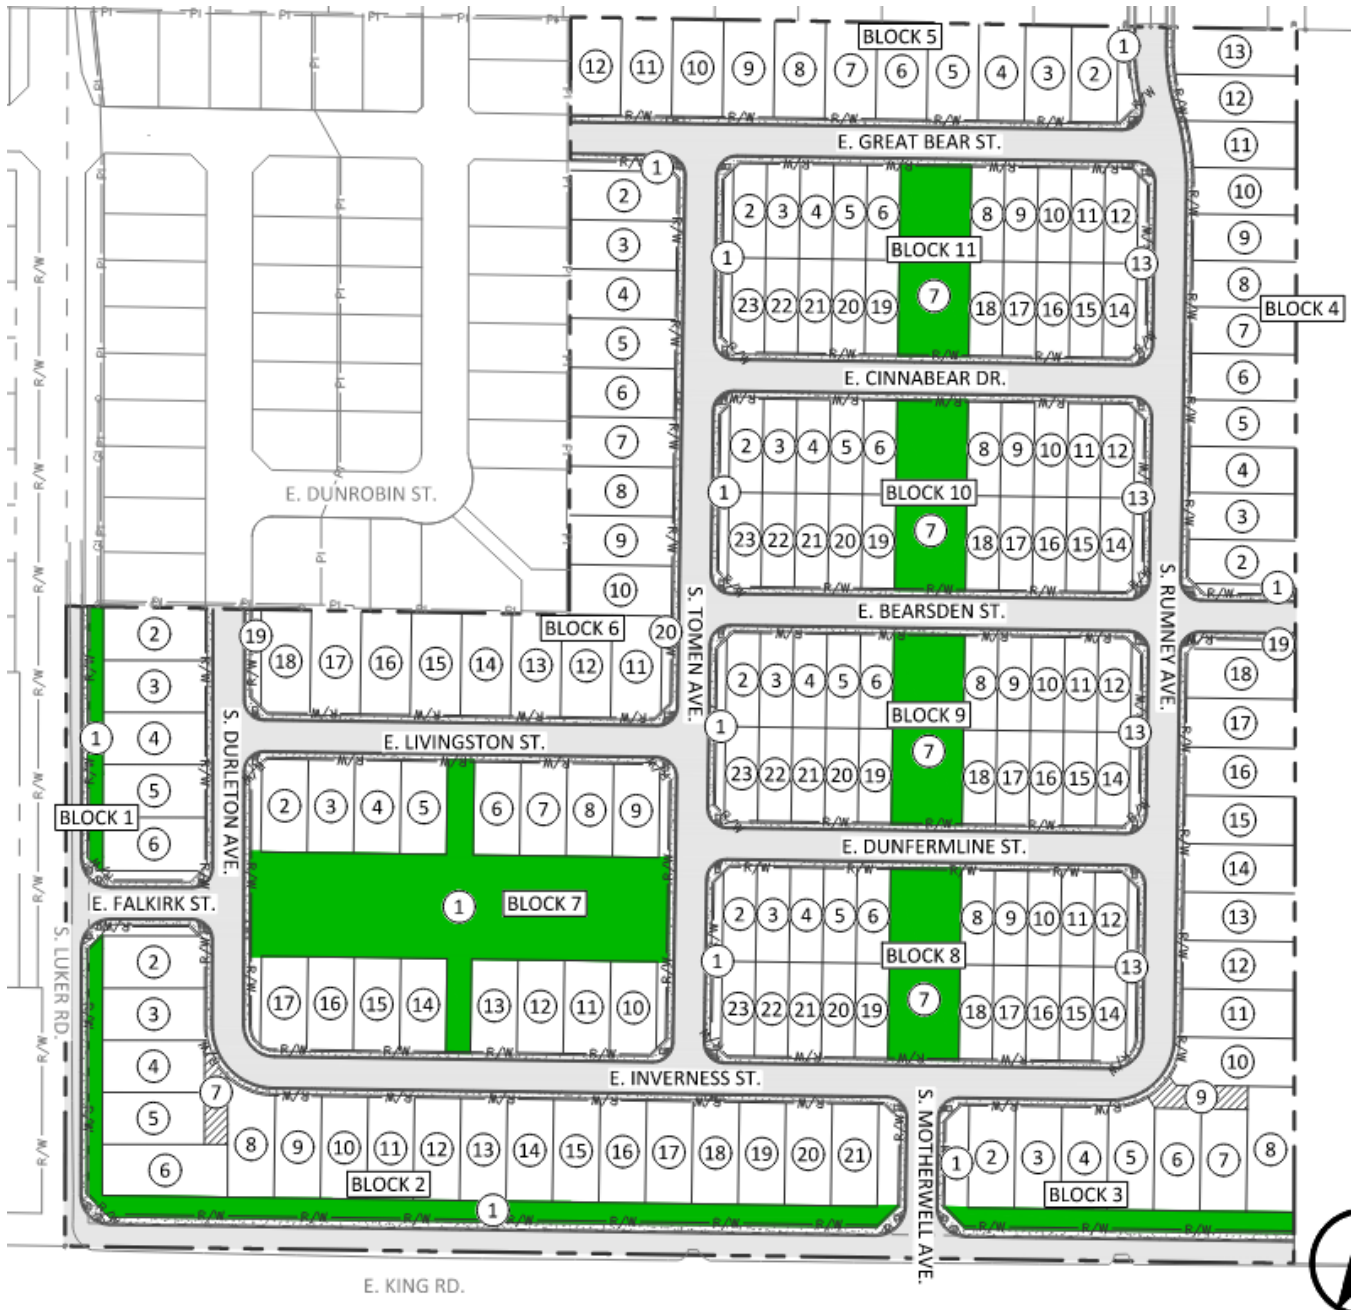 BLOCK 5
1
12 11 10 9 8 7 6 5 4 3 2
13
12
11
10
9
8
7
6
5
4
3
2
1
BLOCK 4
R/W
PI
E. GREAT BEAR ST.
1
2
3
4
5
6
7
8
9
10
2 3 4 5 6 8 9 10 11 12
BLOCK 11
1 13
7
23 22 21 20 19 18 17 16 15 14
E. CINNABEAR DR.
2 3 4 5 6 8 9 10 11 12
BLOCK 10
1 13
7
23 22 21 20 19 18 17 16 15 14
E. DUNROBIN ST.
E. BEARSDEN ST.
S. TOMEN AVE.
S. RUMNEY AVE.
BLOCK 6
19 20
18 17 16 15 14 13 12 11
2 3 4 5 6 8 9 10 11 12
BLOCK 9
1 13
7
23 22 21 20 19 18 17 16 15 14
19
18
17
16
15
14
13
12
11
10
9
2
3
4
5
6
1
BLOCK 1
S. DURLETON AVE.
E. LIVINGSTON ST.
2 3 4 5 6 7 8 9
1
BLOCK 7
17 16 15 14 13 12 11 10
E. DUNFERMLINE ST.
2 3 4 5 6 8 9 10 11 12
BLOCK 8
1 13
7
23 22 21 20 19 18 17 16 15 14
E. FALKIRK ST.
S. LUKER RD.
2
3
4
5
6
7
E. INVERNESS ST.
8 9 10 11 12 13 14 15 16 17 18 19 20 21
BLOCK 2
1
S. MOTHERWELL AVE.
1 2 3 4 5 6 7 8
BLOCK 3
E. KING RD.